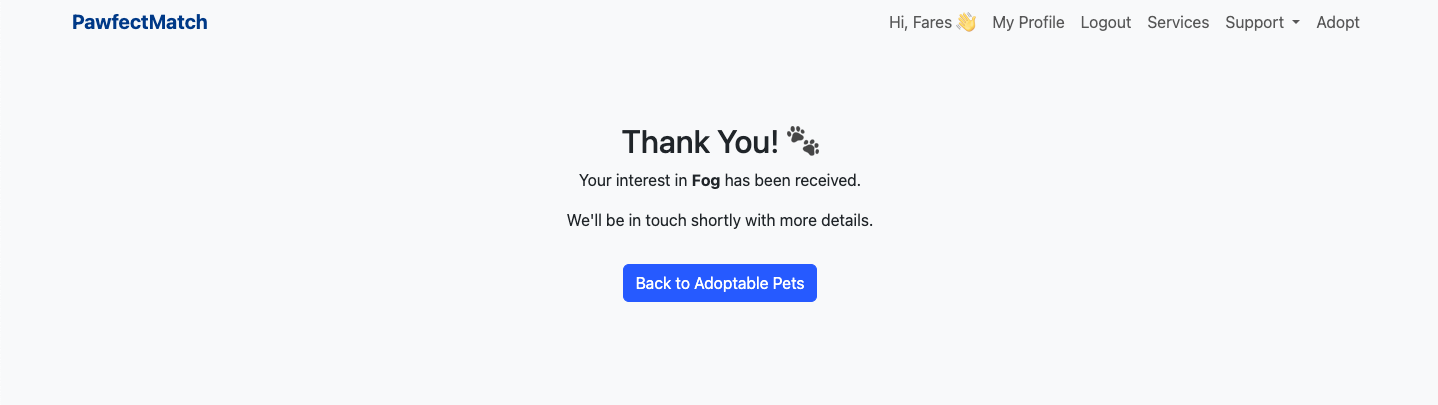 PawfectMatch
Hi, Fares 👋 My Profile Logout Services Support Adopt
Thank You! 🐾
Your interest in Fog has been received.
We'll be in touch shortly with more details.
Back to Adoptable Pets